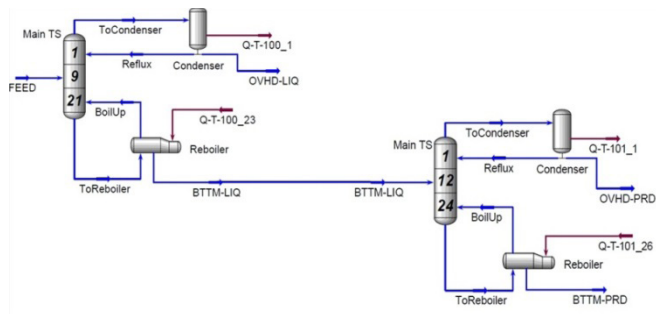 ToCondenser
Main TS
Q-T-100_1
1
Reflux
Condenser
FEED
9
OVHD-LIQ
21
BoilUp
Q-T-100_23
Reboiler
ToReboiler
BTTM-LIQ
BTTM-LIQ
ToCondenser
Main TS
Q-T-101_1
1
Reflux
Condenser
12
OVHD-PRD
24
BoilUp
Q-T-101_26
Reboiler
ToReboiler
BTTM-PRD